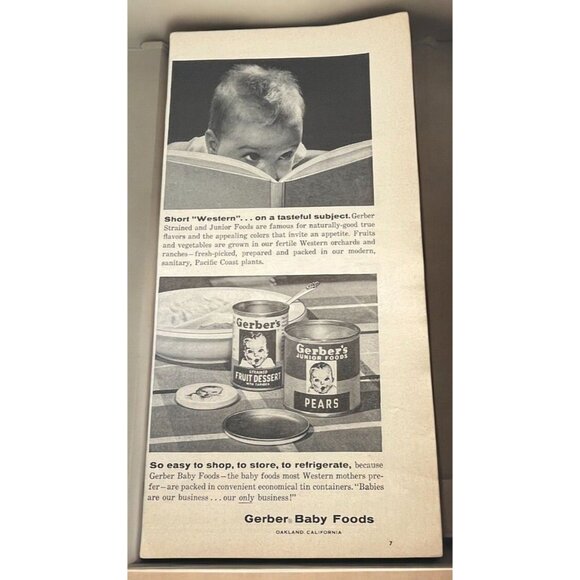 Short "Western"... on a tasteful subject. Gerber
Strained and Junior Foods are famous for naturally-good true
flavors and the appealing colors that invite an appetite. Fruits
and vegetables are grown in our fertile Western orchards and
ranches—fresh-picked, prepared and packed in our modern,
sanitary, Pacific Coast plants.
Gerber's
STRAINED
FRUIT DESSERT
WITH TAPIOCA
Gerber's
JUNIOR FOODS
PEARS
So easy to shop, to store, to refrigerate, because
Gerber Baby Foods—the baby foods most Western mothers pre-
fer—are packed in convenient economical tin containers. "Babies
are our business...our only business!"
Gerber® Baby Foods
OAKLAND, CALIFORNIA
7